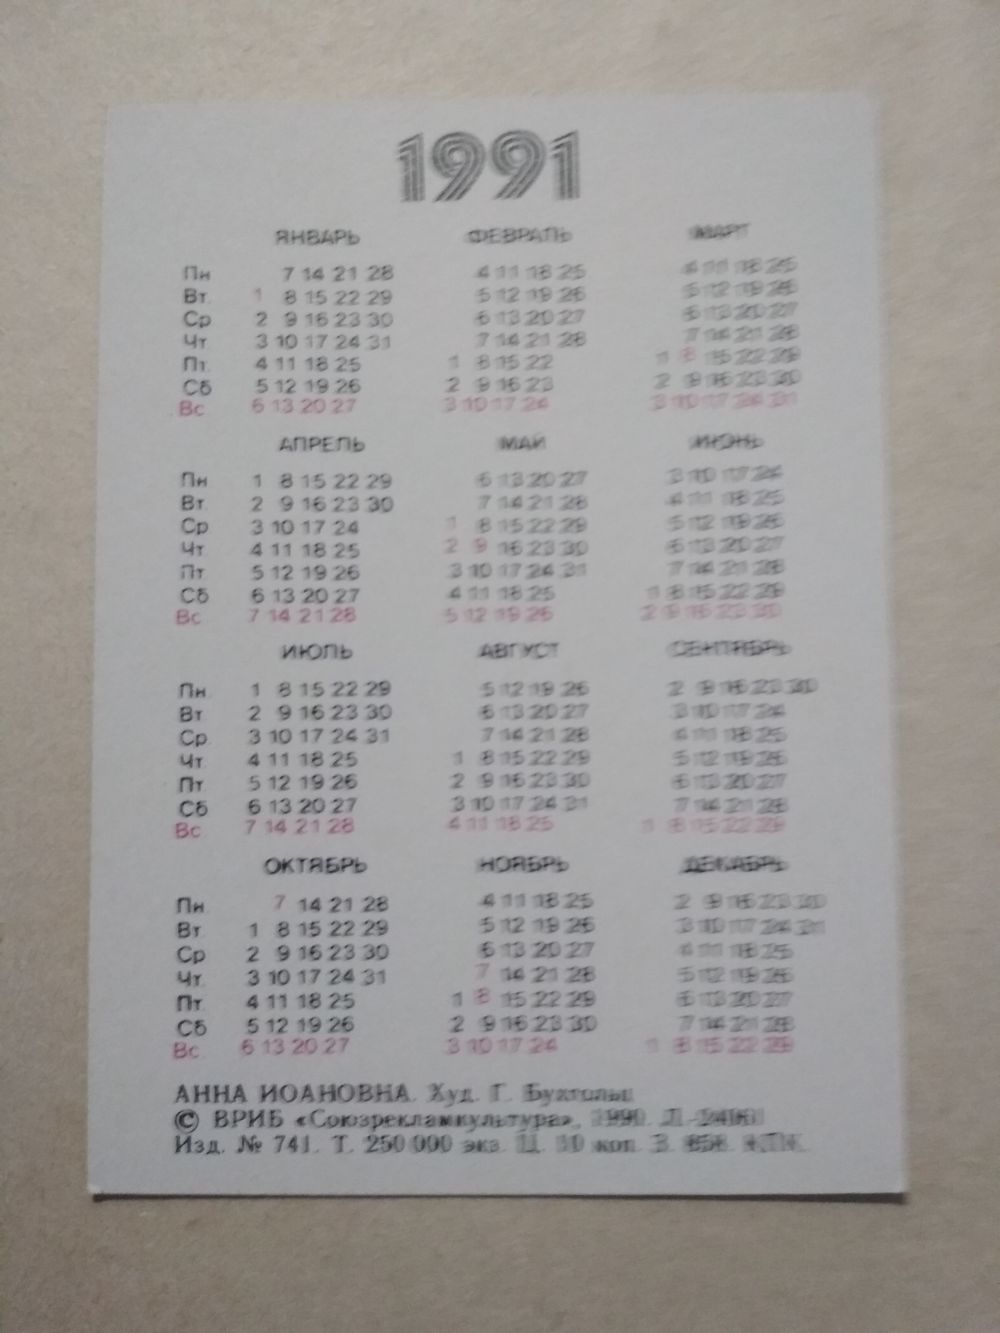 1991
ЯНВАРЬ ФЕВРАЛЬ МАРТ
Пн 7 14 21 28 4 11 18 25 4 11 18 25
Вт 1 8 15 22 29 5 12 19 26 5 12 19 26
Ср 2 9 16 23 30 6 13 20 27 6 13 20 27
Чт 3 10 17 24 31 7 14 21 28 7 14 21 28
Пт 4 11 18 25 1 8 15 22 1 8 15 22 29
Сб 5 12 19 26 2 9 16 23 2 9 16 23 30
Вс 6 13 20 27 3 10 17 24 3 10 17 24 31
АПРЕЛЬ МАЙ ИЮНЬ
Пн 1 8 15 22 29 6 13 20 27 3 10 17 24
Вт 2 9 16 23 30 7 14 21 28 4 11 18 25
Ср 3 10 17 24 1 8 15 22 29 5 12 19 26
Чт 4 11 18 25 2 9 16 23 30 6 13 20 27
Пт 5 12 19 26 3 10 17 24 31 7 14 21 28
Сб 6 13 20 27 4 11 18 25 1 8 15 22 29
Вс 7 14 21 28 5 12 19 26 2 9 16 23 30
ИЮЛЬ АВГУСТ СЕНТЯБРЬ
Пн 1 8 15 22 29 5 12 19 26 2 9 16 23 30
Вт 2 9 16 23 30 6 13 20 27 3 10 17 24
Ср 3 10 17 24 31 7 14 21 28 4 11 18 25
Чт 4 11 18 25 1 8 15 22 29 5 12 19 26
Пт 5 12 19 26 2 9 16 23 30 6 13 20 27
Сб 6 13 20 27 3 10 17 24 31 7 14 21 28
Вс 7 14 21 28 4 11 18 25 1 8 15 22 29
ОКТЯБРЬ НОЯБРЬ ДЕКАБРЬ
Пн 7 14 21 28 4 11 18 25 2 9 16 23 30
Вт 1 8 15 22 29 5 12 19 26 3 10 17 24 31
Ср 2 9 16 23 30 6 13 20 27 4 11 18 25
Чт 3 10 17 24 31 7 14 21 28 5 12 19 26
Пт 4 11 18 25 1 8 15 22 29 6 13 20 27
Сб 5 12 19 26 2 9 16 23 30 7 14 21 28
Вс 6 13 20 27 3 10 17 24 1 8 15 22 29
АННА ИОАНОВНА. Худ. Г. Бухгольц
© ВРИБ «Союзрекламкультура», 1990. Л-
Изд. № 741. Т. 250 000 экз. Ц. 10 коп. З.